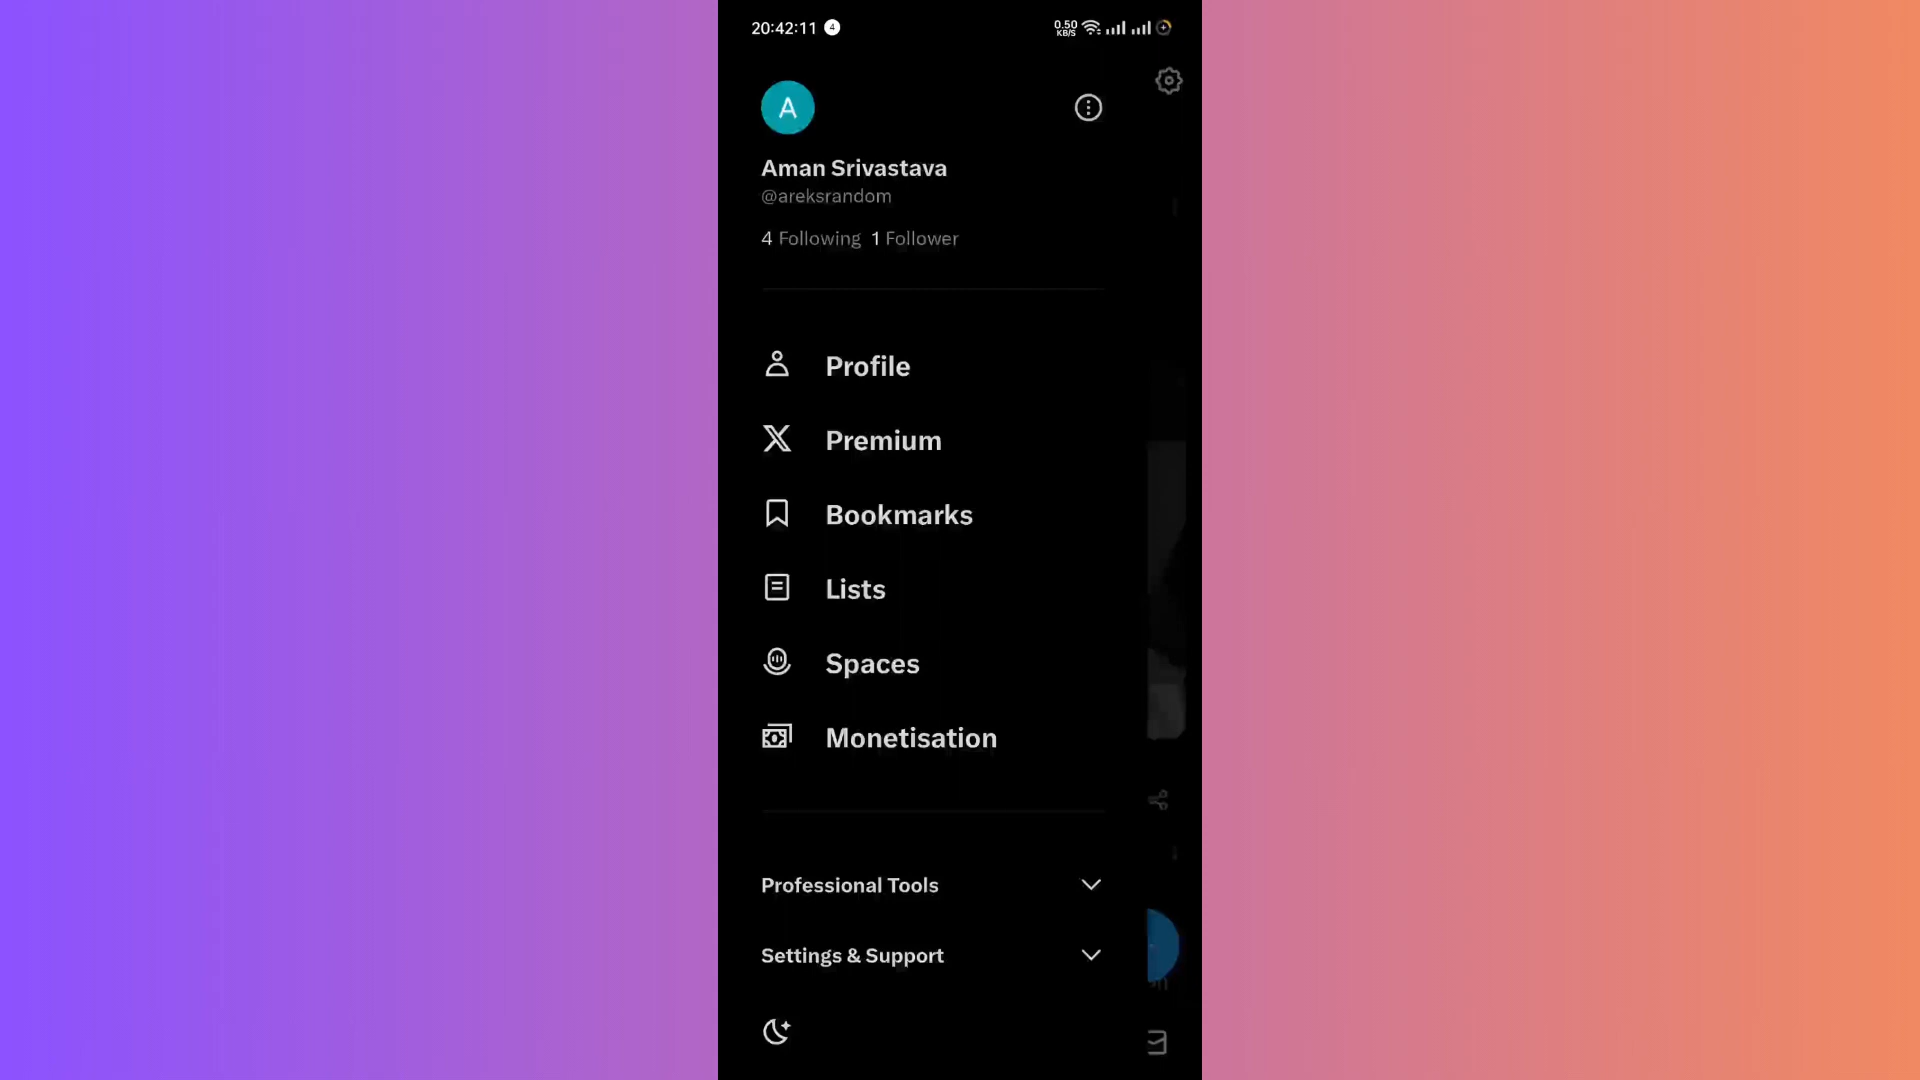 20:42:11 4
0.50
KB/S
A
Aman Srivastava
@areksrandom
4 Following 1 Follower
Profile
Premium
Bookmarks
Lists
Spaces
Monetisation
Professional Tools
Settings & Support